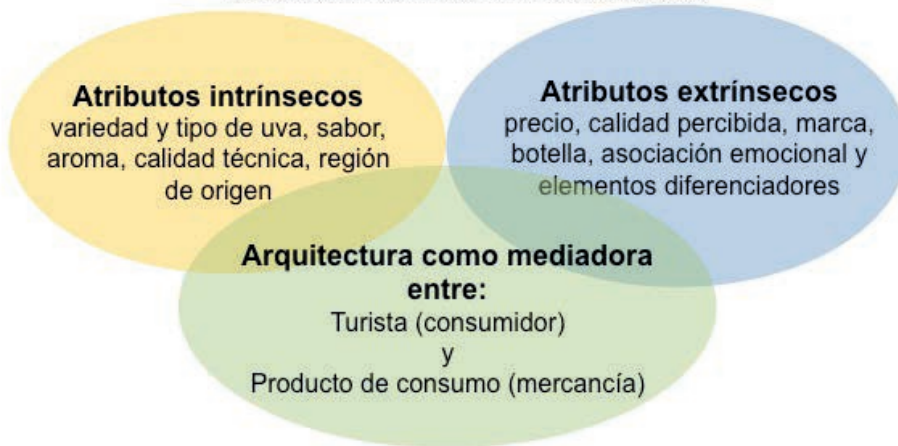 Atributos intrínsecos
variedad y tipo de uva, sabor,
aroma, calidad técnica, región
de origen
Atributos extrínsecos
precio, calidad percibida, marca,
botella, asociación emocional y
elementos diferenciadores
Arquitectura como mediadora
entre:
Turista (consumidor)
y
Producto de consumo (mercancía)